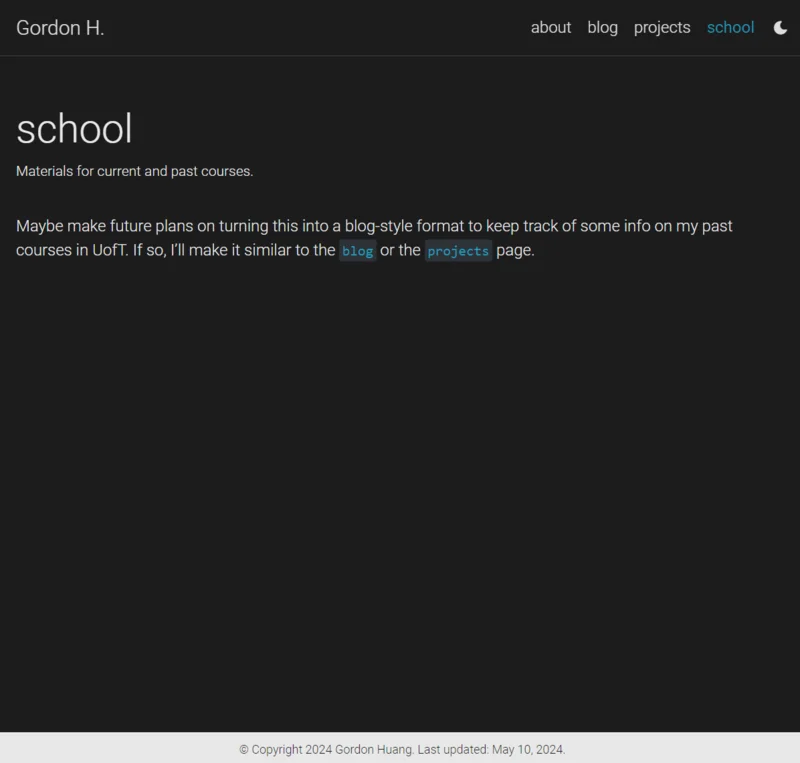 Gordon H.
about blog projects school
school
Materials for current and past courses.
Maybe make future plans on turning this into a blog-style format to keep track of some info on my past
courses in UofT. If so, I’ll make it similar to the blog or the projects page.
© Copyright 2024 Gordon Huang. Last updated: May 10, 2024.